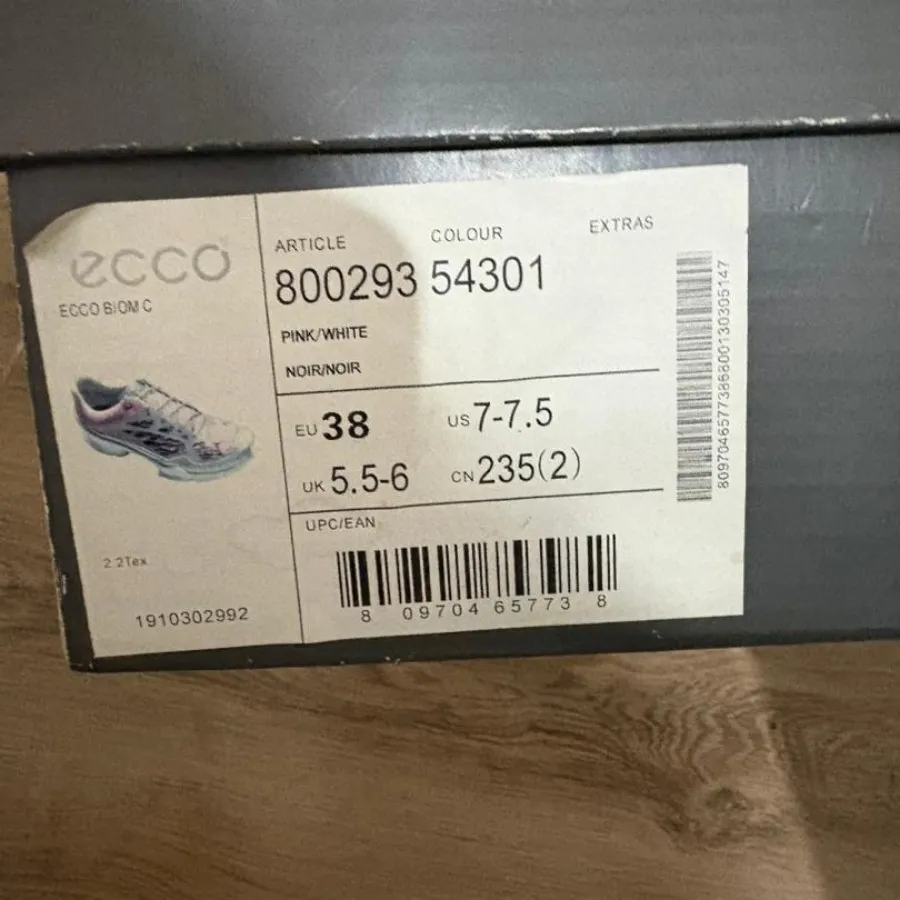 ecco
ECCO BIOM C
2.2Tex
1910302992
ARTICLE COLOUR EXTRAS
800293 54301
PINK/WHITE
NOIR/NOIR
EU 38 US 7-7.5
UK 5.5-6 CN 235(2)
UPC/EAN
8 09704 65773 8